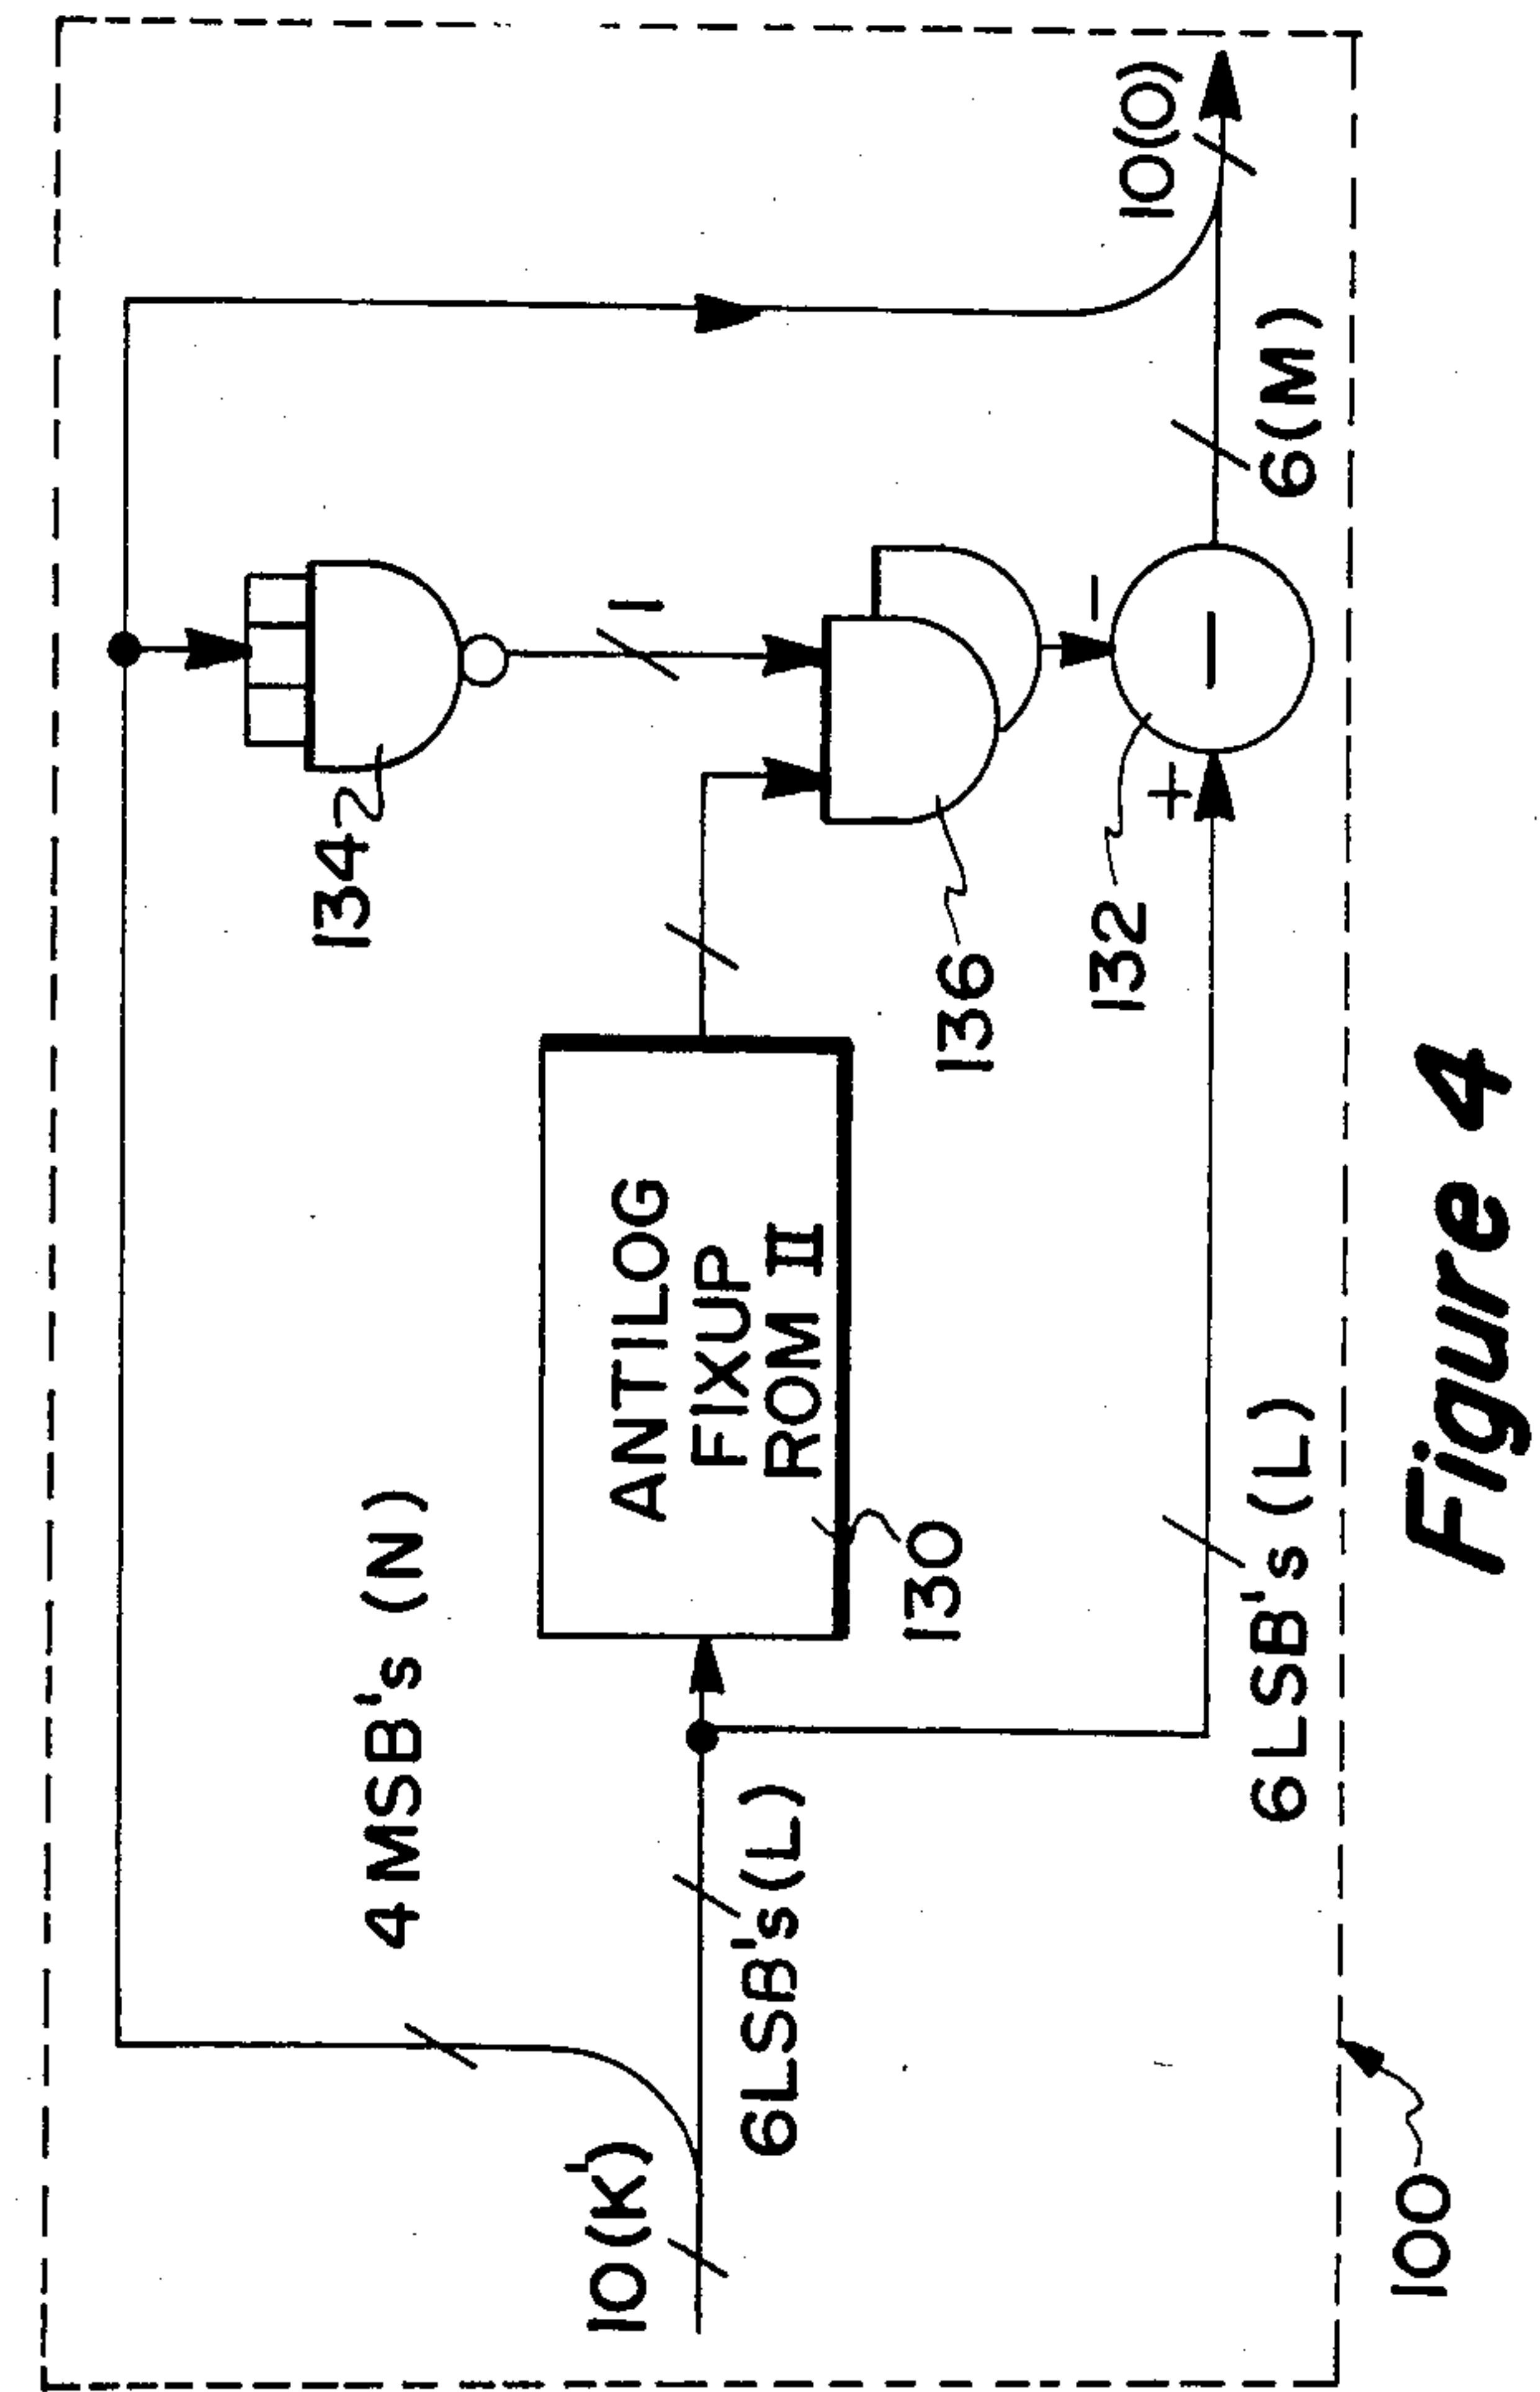 10(K')
4 MSB's (N)
6LSB's (L)
ANTILOG
FIXUP
ROM II
130
134
1
136
132
+
−
−
6LSB's (L)
6(M)
10(O)
100
Figure 4